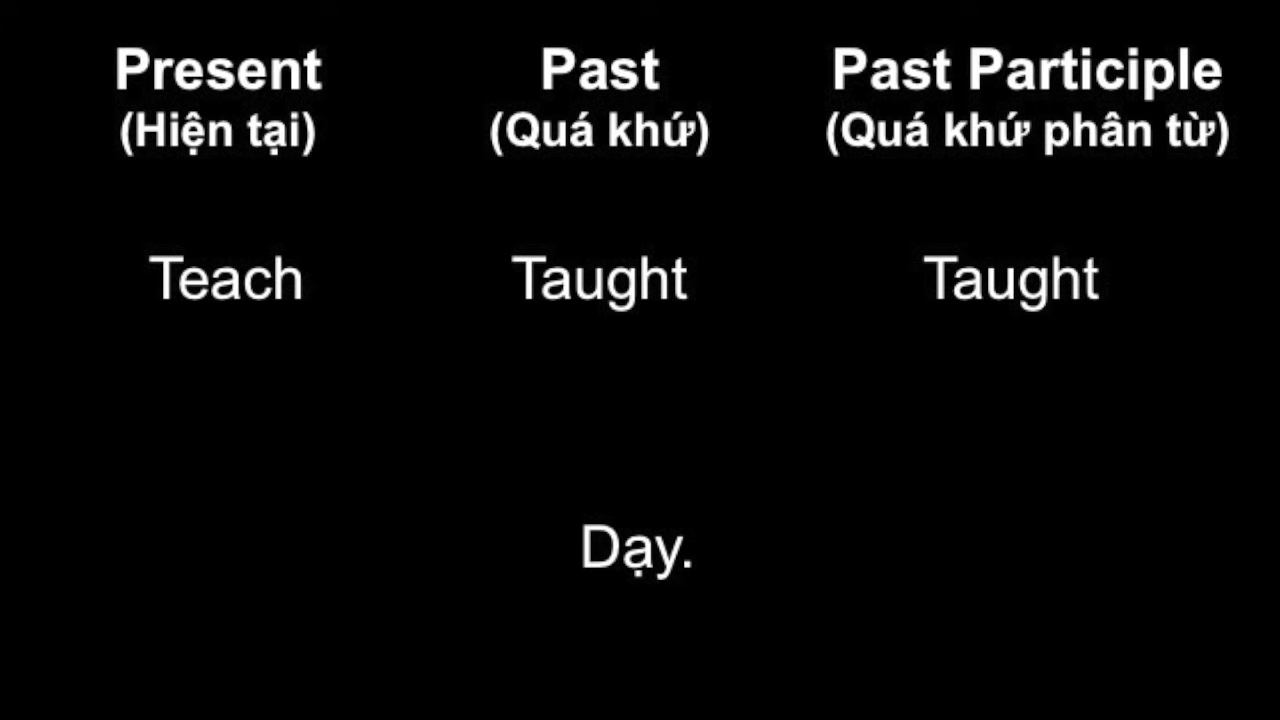 Present Past Past Participle
(Hiện tại) (Quá khứ) (Quá khứ phân từ)
Teach Taught Taught
Dạy.